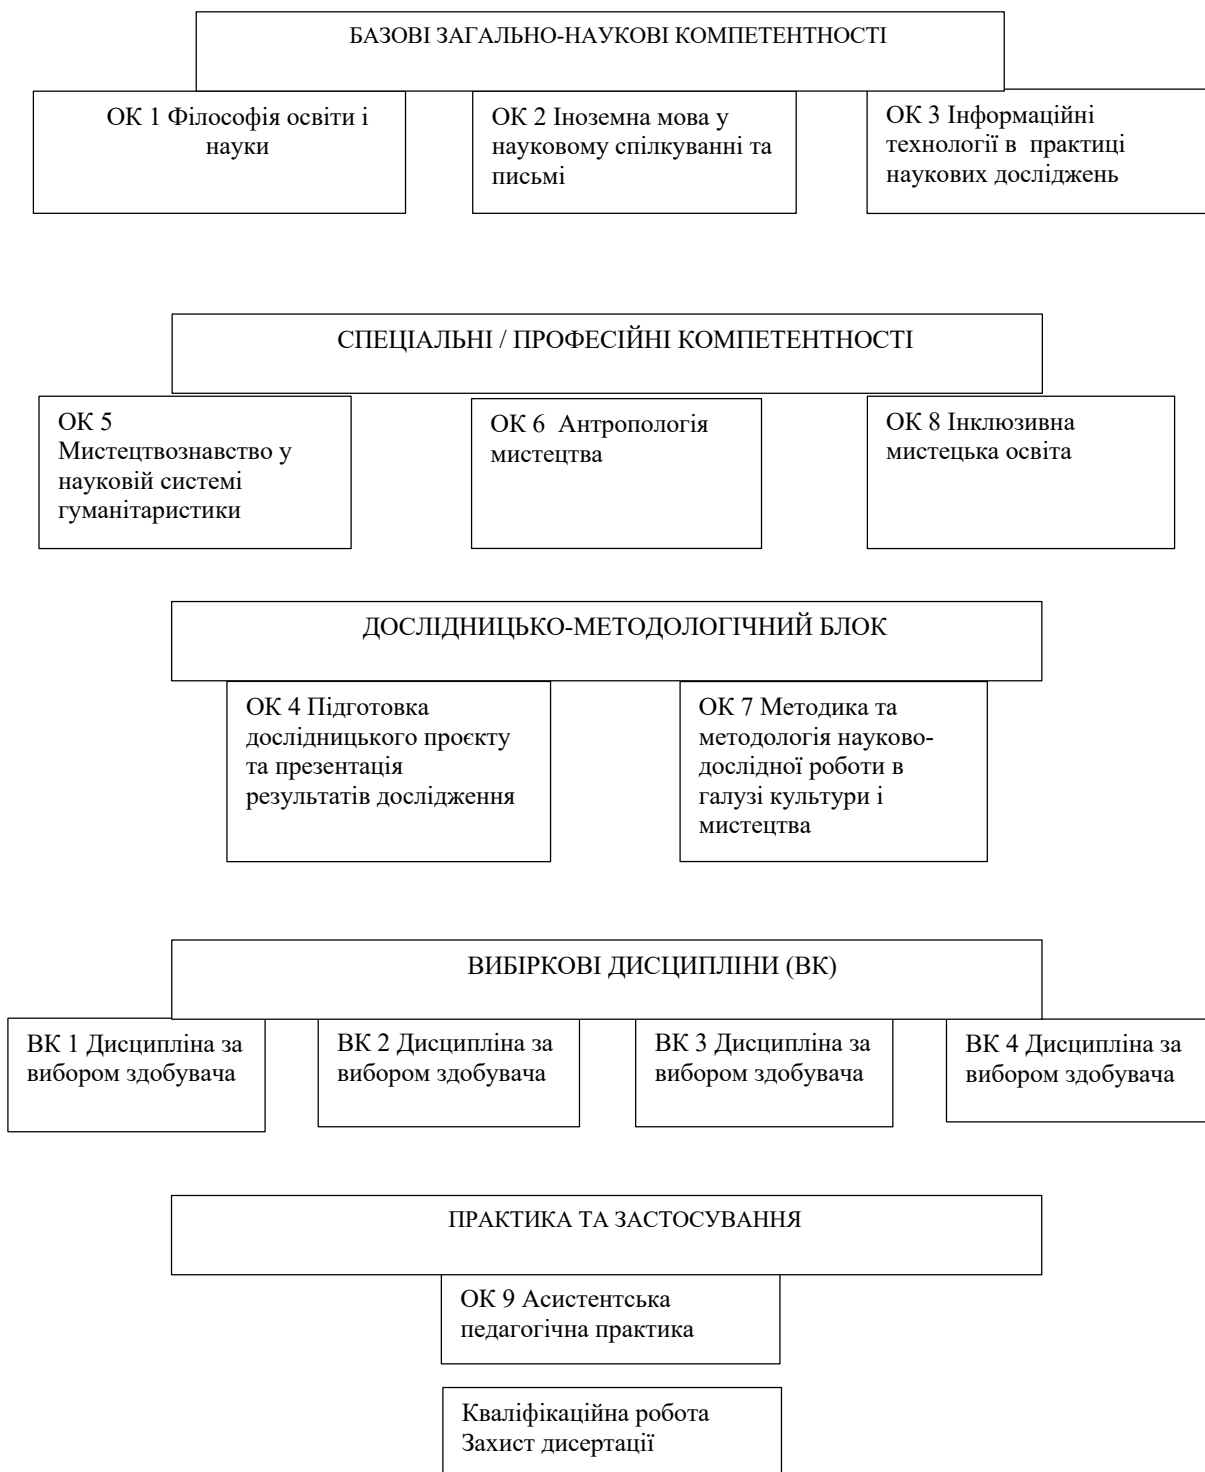 БАЗОВІ ЗАГАЛЬНО-НАУКОВІ КОМПЕТЕНТНОСТІ
ОК 1 Філософія освіти і
науки
ОК 2 Іноземна мова у
науковому спілкуванні та
письмі
ОК 3 Інформаційні
технології в практиці
наукових досліджень
СПЕЦІАЛЬНІ / ПРОФЕСІЙНІ КОМПЕТЕНТНОСТІ
ОК 5
Мистецтвознавство у
науковій системі
гуманітаристики
ОК 6 Антропологія
мистецтва
ОК 8 Інклюзивна
мистецька освіта
ДОСЛІДНИЦЬКО-МЕТОДОЛОГІЧНИЙ БЛОК
ОК 4 Підготовка
дослідницького проєкту
та презентація
результатів дослідження
ОК 7 Методика та
методологія науково-
дослідної роботи в
галузі культури і
мистецтва
ВИБІРКОВІ ДИСЦИПЛІНИ (ВК)
ВК 1 Дисципліна за
вибором здобувача
ВК 2 Дисципліна за
вибором здобувача
ВК 3 Дисципліна за
вибором здобувача
ВК 4 Дисципліна за
вибором здобувача
ПРАКТИКА ТА ЗАСТОСУВАННЯ
ОК 9 Асистентська
педагогічна практика
Кваліфікаційна робота
Захист дисертації